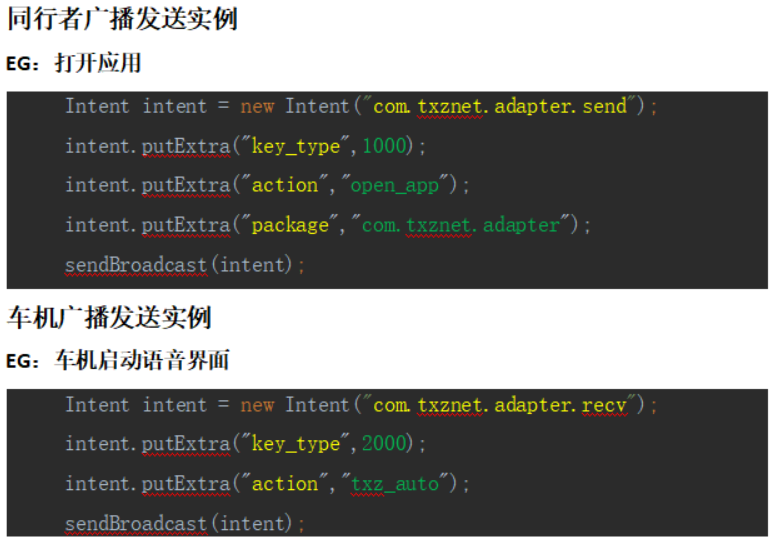 同行者广播发送实例
EG：打开应用
Intent intent = new Intent("com.txznet.adapter.send");
intent.putExtra("key_type",1000);
intent.putExtra("action","open_app");
intent.putExtra("package","com.txznet.adapter");
sendBroadcast(intent);
车机广播发送实例
EG：车机启动语音界面
Intent intent = new Intent("com.txznet.adapter.recv");
intent.putExtra("key_type",2000);
intent.putExtra("action","txz_auto");
sendBroadcast(intent);